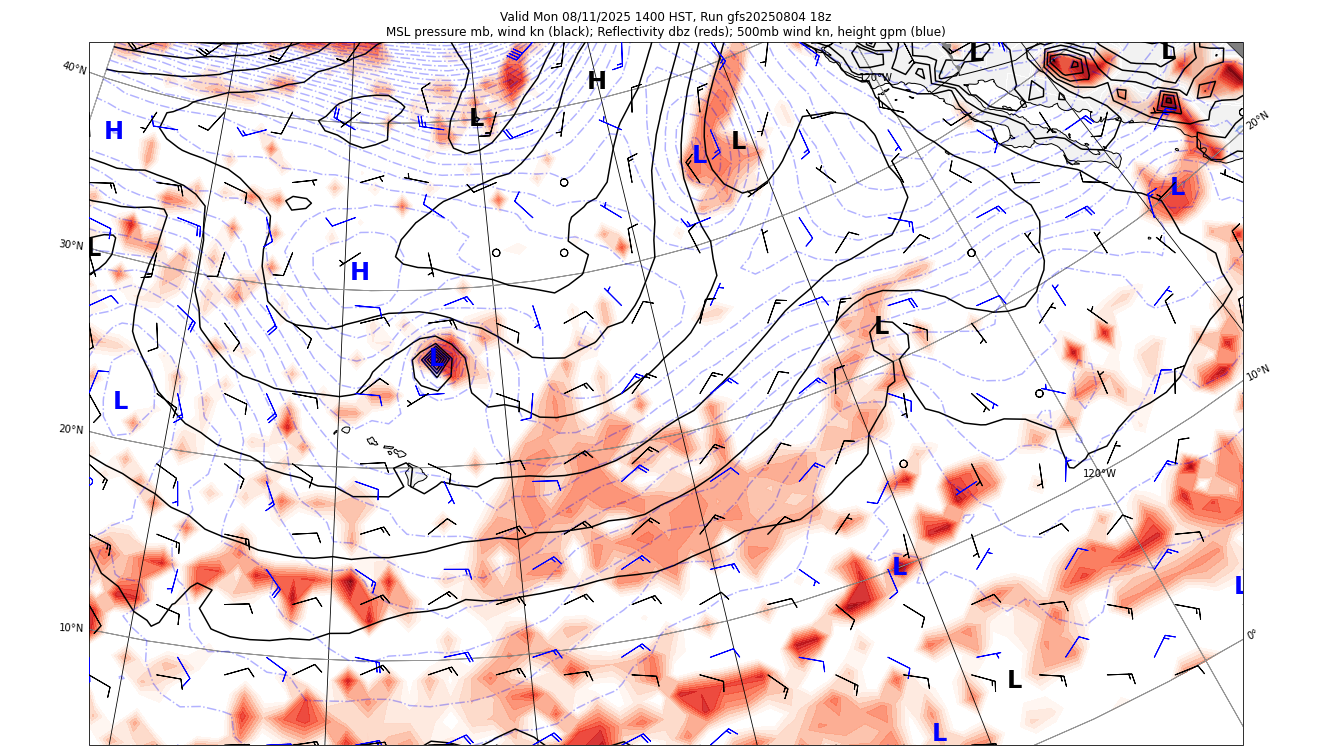 Valid Mon 08/11/2025 1400 HST, Run gfs20250804 18z
MSL pressure mb, wind kn (black); Reflectivity dbz (reds); 500mb wind kn, height gpm (blue)
L L
40°N H 120°W
L 20°N
H
L L
L
30°N L
H
L
L
10°N
L
20°N
120°W
L
L
10°N 0°
L
L